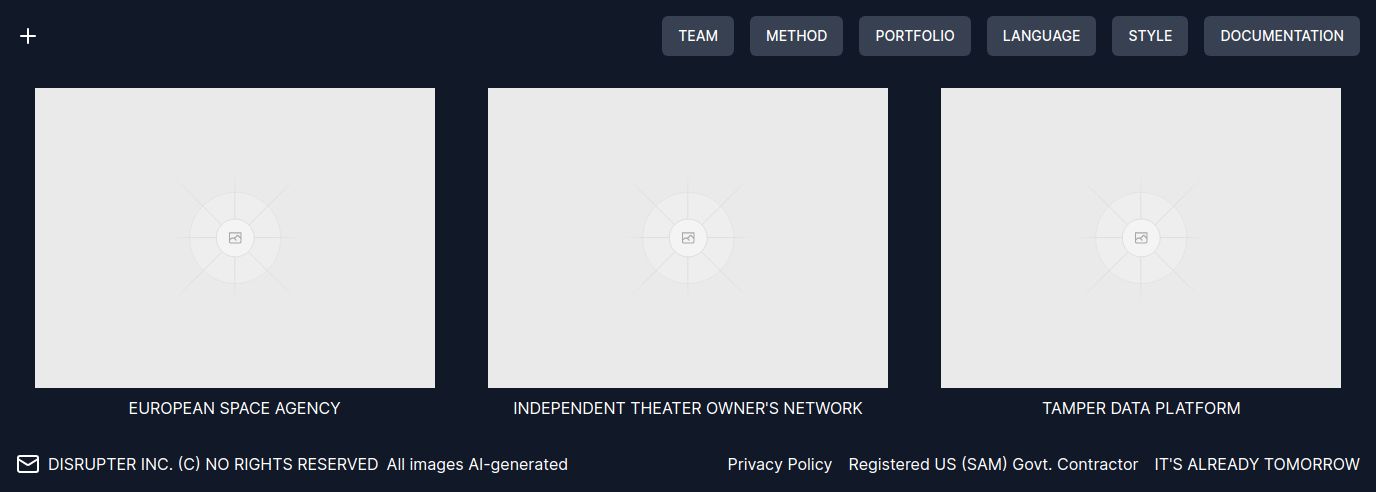 TEAM METHOD PORTFOLIO LANGUAGE STYLE DOCUMENTATION
EUROPEAN SPACE AGENCY INDEPENDENT THEATER OWNER'S NETWORK TAMPER DATA PLATFORM
DISRUPTER INC. (C) NO RIGHTS RESERVED All images AI-generated Privacy Policy Registered US (SAM) Govt. Contractor IT'S ALREADY TOMORROW